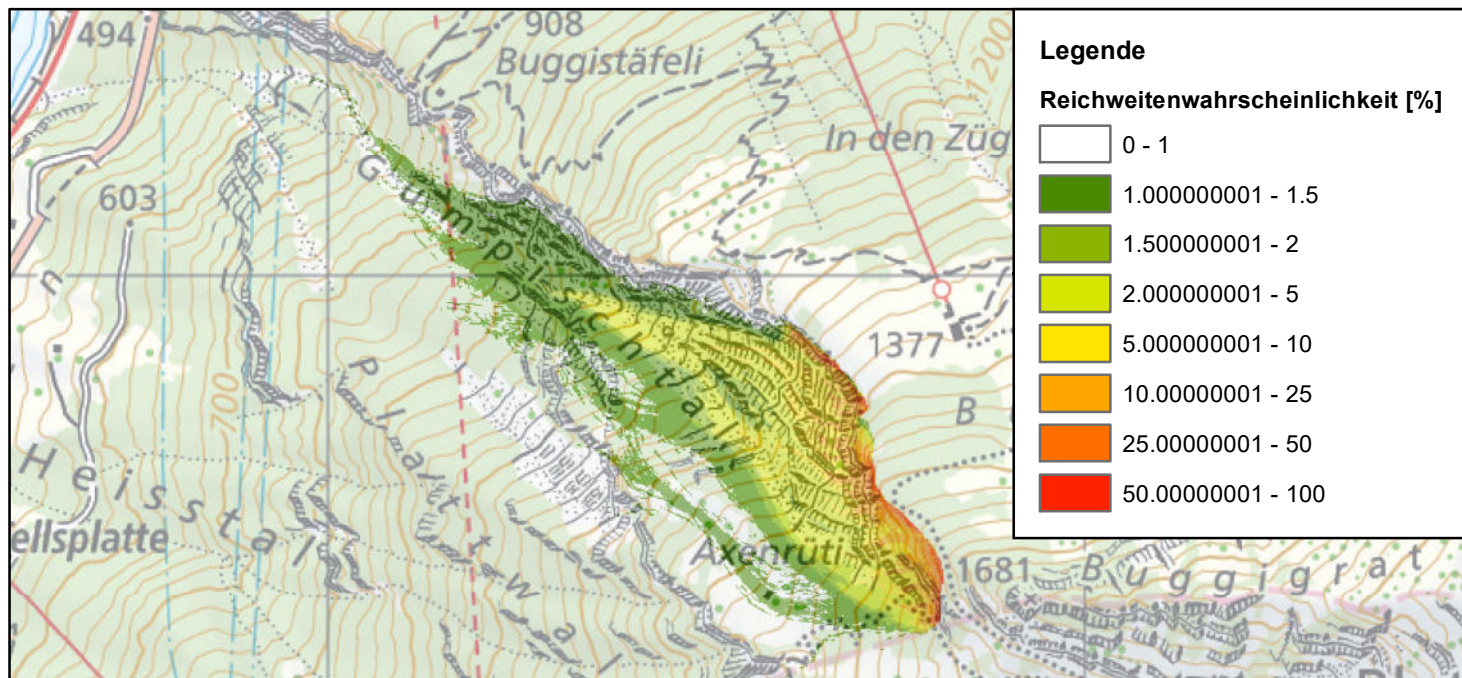 494
908
Buggistäfeli
1200
In den Züg
603
Gumpischtal
1377
B
n
700
Plattwal
Heisstal
ellsplatte
Axenrüti
1681
Buggigrat
Legende
Reichweitenwahrscheinlichkeit [%]
0 - 1
1.000000001 - 1.5
1.500000001 - 2
2.000000001 - 5
5.000000001 - 10
10.00000001 - 25
25.00000001 - 50
50.00000001 - 100